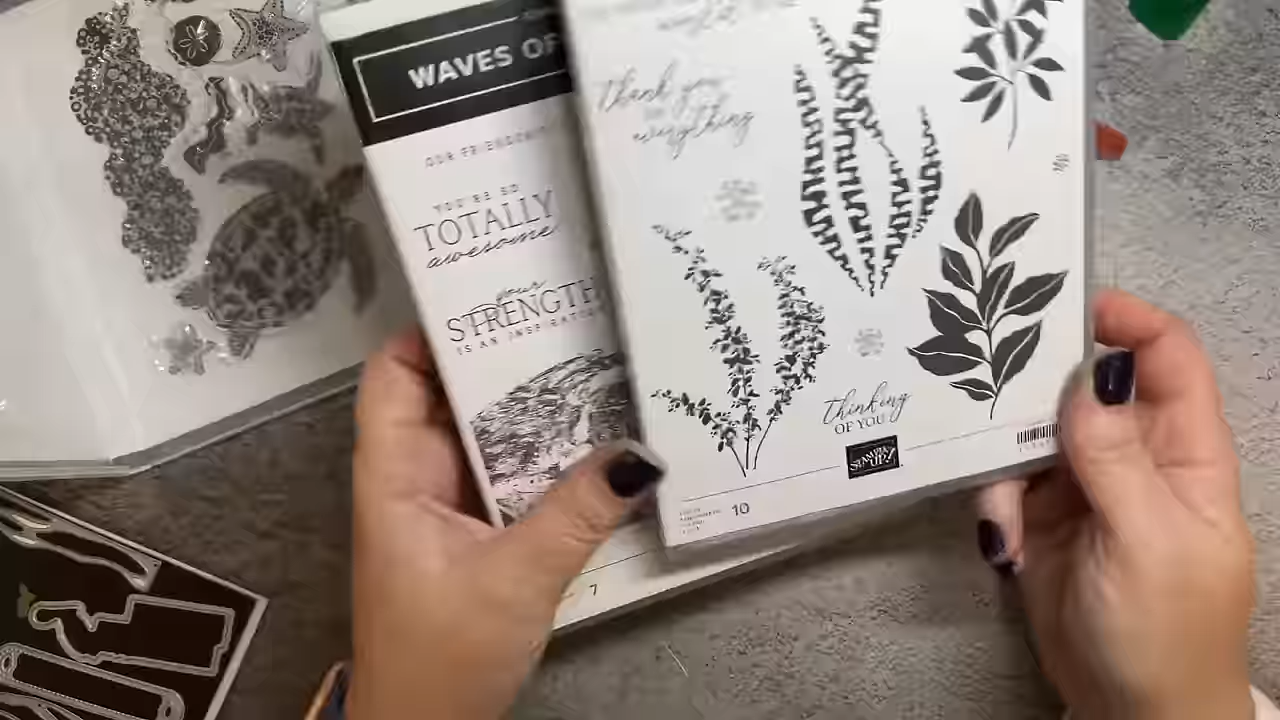 WAVES OF
OUR FRIENDSHIP
YOU'RE SO
TOTALLY
awesome
your
STRENGTH
IS AN INSPIRATION
7
thank you
everything
thinking
OF YOU
STAMPIN'
UP!
10